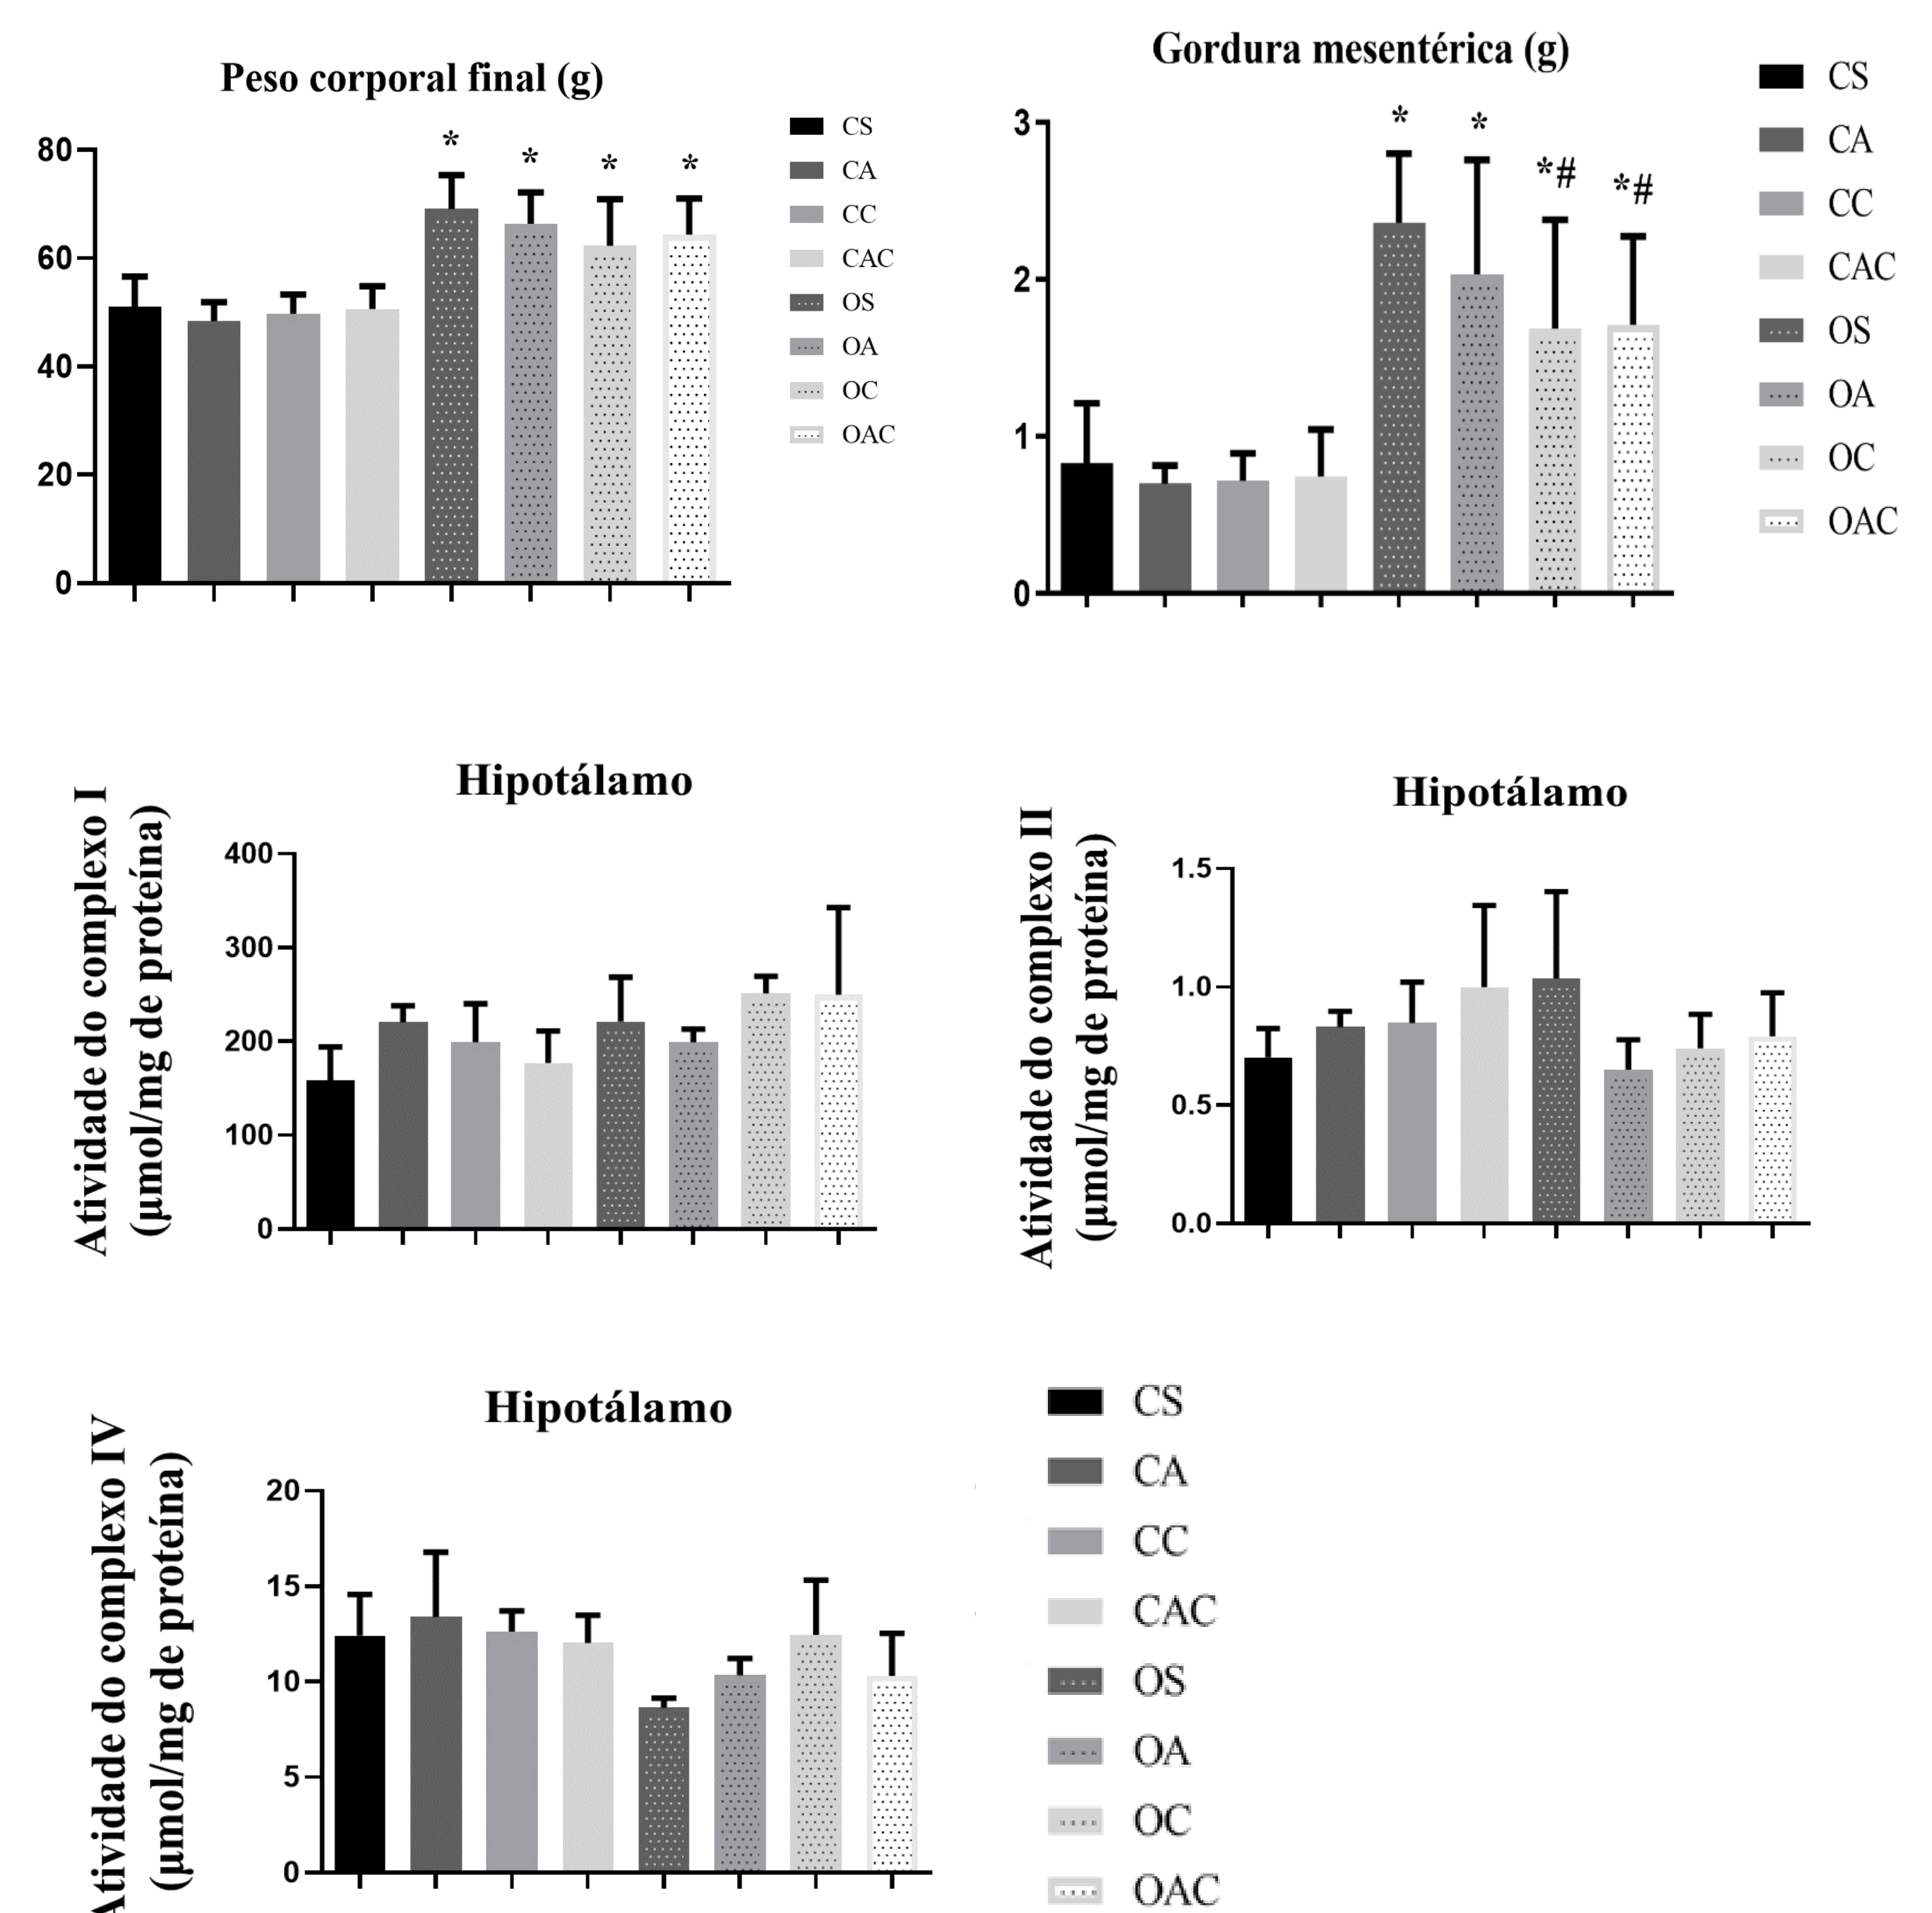 Peso corporal final (g)
80
60
40
20
0
*
*
*
*
CS
CA
CC
CAC
OS
OA
OC
OAC
Gordura mesentérica (g)
3
2
1
0
*
*
*#
*#
CS
CA
CC
CAC
OS
OA
OC
OAC
Hipotálamo
Atividade do complexo I
(µmol/mg de proteína)
400
300
200
100
0
Hipotálamo
Atividade do complexo II
(µmol/mg de proteína)
1.5
1.0
0.5
0.0
Hipotálamo
Atividade do complexo IV
(µmol/mg de proteína)
20
15
10
5
0
CS
CA
CC
CAC
OS
OA
OC
OAC